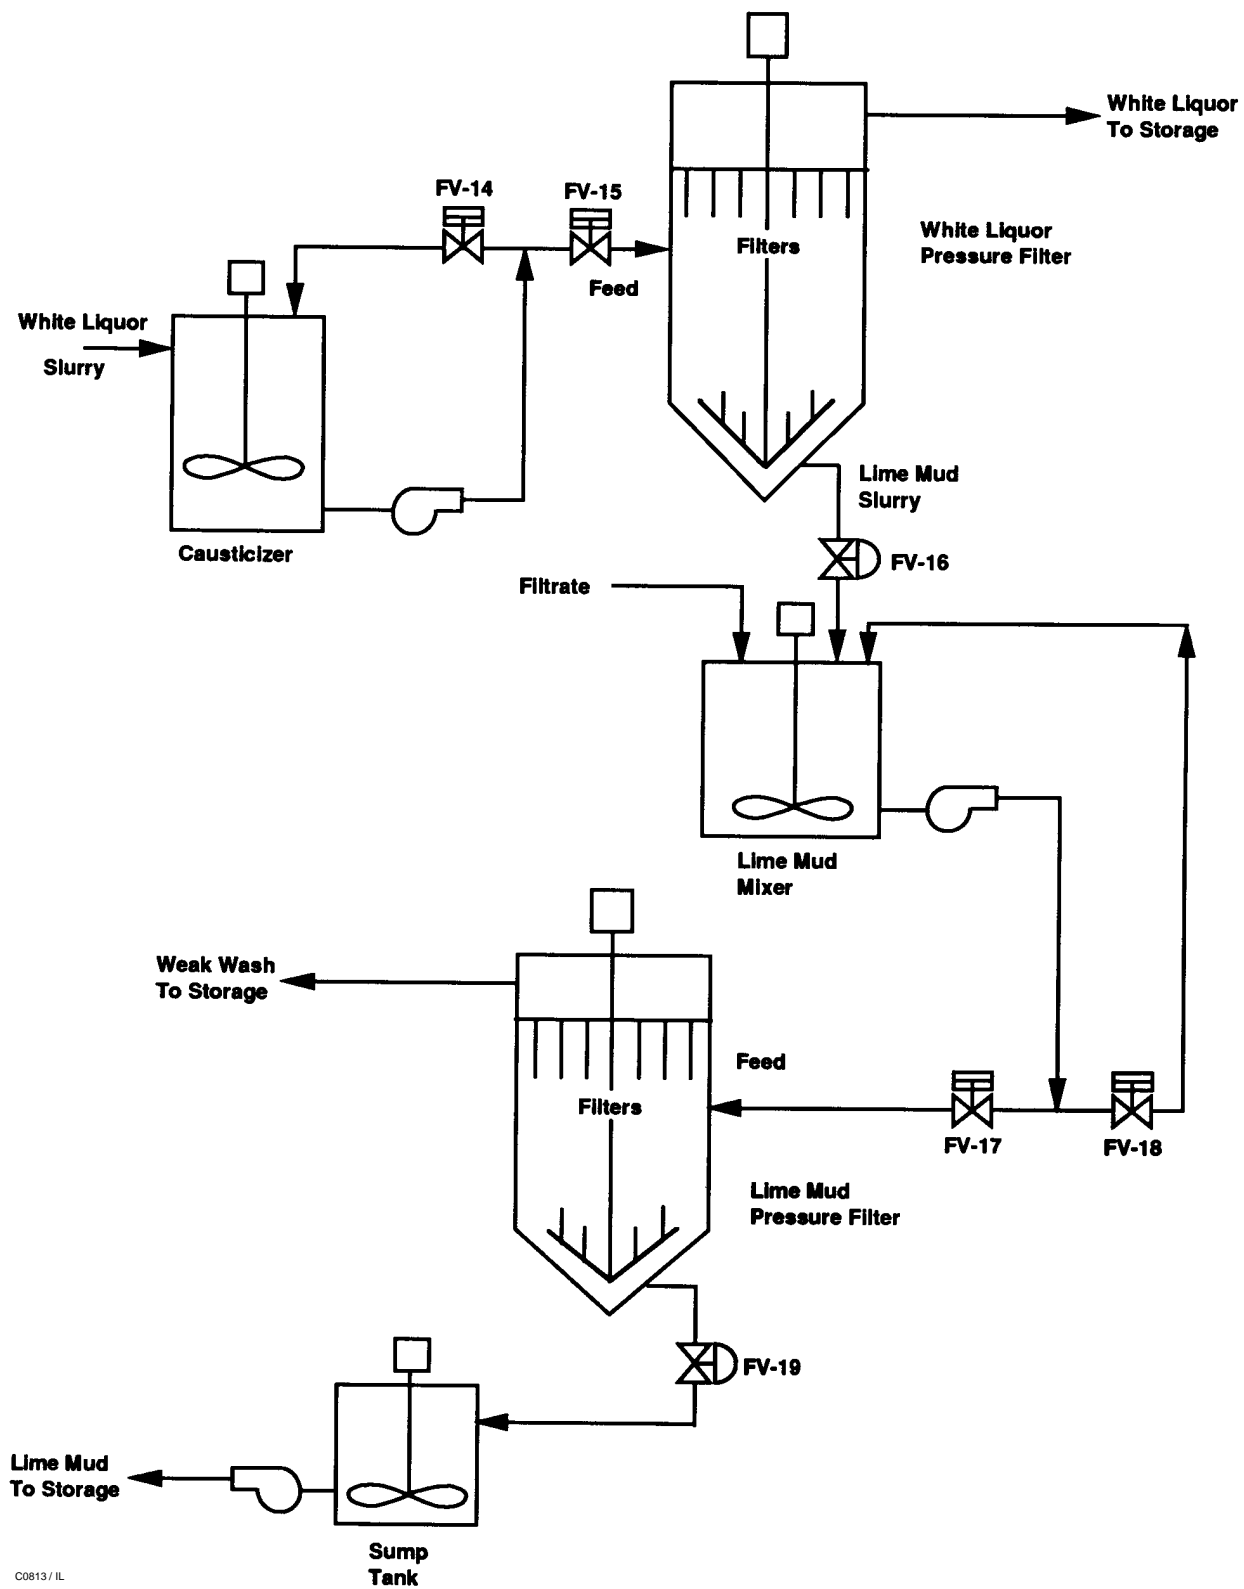 White Liquor
To Storage
FV-14
FV-15
Filters
White Liquor
Pressure Filter
Feed
White Liquor
Slurry
Lime Mud
Slurry
Causticizer
FV-16
Filtrate
Lime Mud
Mixer
Weak Wash
To Storage
Feed
Filters
FV-17
FV-18
Lime Mud
Pressure Filter
FV-19
Lime Mud
To Storage
Sump
Tank
C0813 / IL